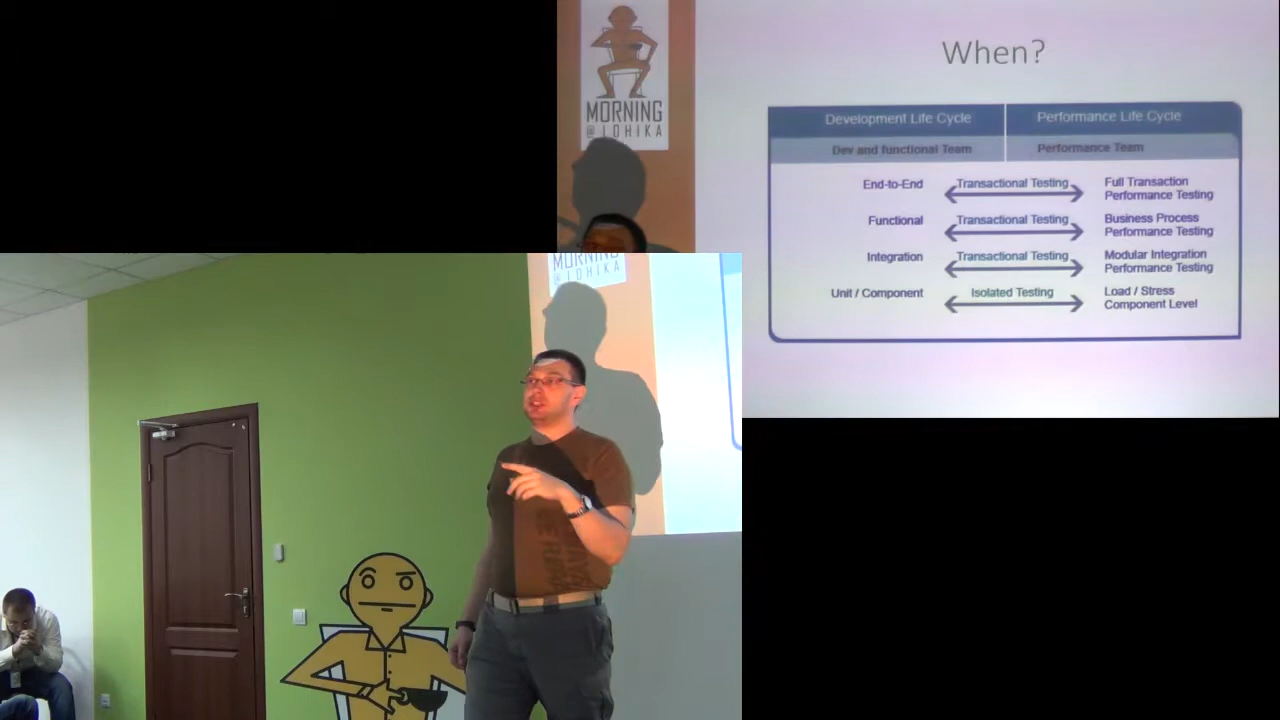 MORNING
@LOHIKA
When?
Development Life Cycle
Performance Life Cycle
Dev and functional Team
Performance Team
End-to-End
Transactional Testing
Full Transaction
Performance Testing
Functional
Transactional Testing
Business Process
Performance Testing
Integration
Transactional Testing
Modular Integration
Performance Testing
Unit / Component
Isolated Testing
Load / Stress
Component Level
MORNING
@LOHIKA